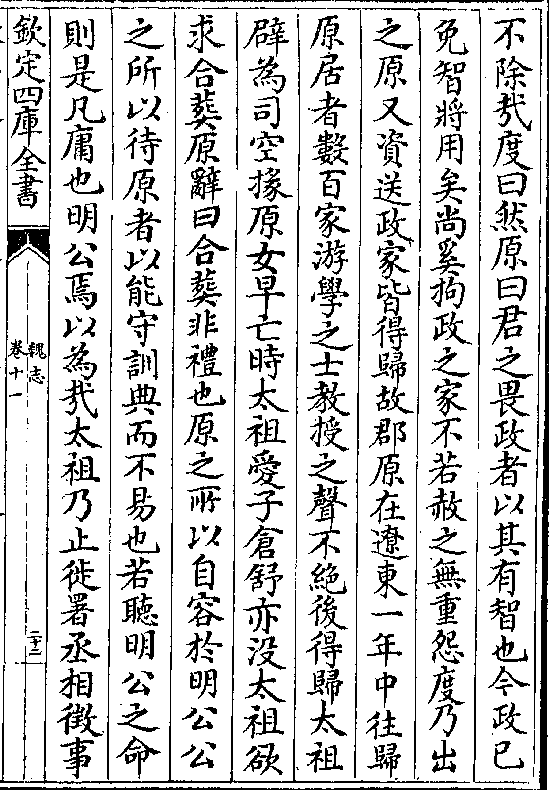 不除㢤度曰然原曰君之畏政者以其有智也今政已
免智將用矣尚奚拘政之家不若赦之無重怨度乃出
之原又資送政家皆得歸故郡原在遼東一年中往歸
原居者數百家游學之士教授之聲不絶後得歸太祖
辟為司空掾原女早亡時太祖愛子倉舒亦没太祖欲
求合葬原辭曰合葬非禮也原之所以自容於明公公
之所以待原者以能守訓典而不易也若聽明公之命
則是凡庸也明公焉以為㢤太祖乃止徙署丞相徵事
欽定四庫全書
魏志
卷十一
二十二